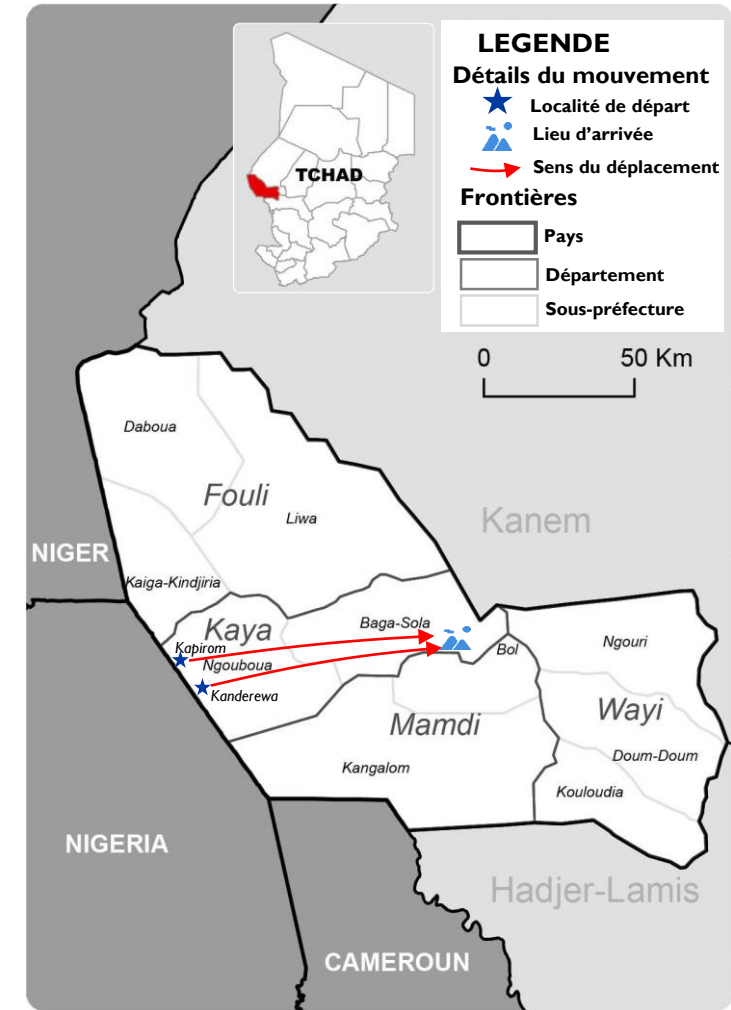 LEGENDE
Détails du mouvement
Localité de départ
Lieu d'arrivée
Sens du déplacement
Frontières
Pays
Département
Sous-préfecture
TCHAD
0 50 Km
Daboua
Fouli
Liwa
Kanem
NIGER
Kaiga-Kindjiria
Kaya
Baga-Sola
Kapirom
Ngouboua
Bol
Ngouri
Kanderewa
Mamdi
Wayi
Kangalom
Doum-Doum
Kouloudia
NIGERIA
Hadjer-Lamis
CAMEROUN